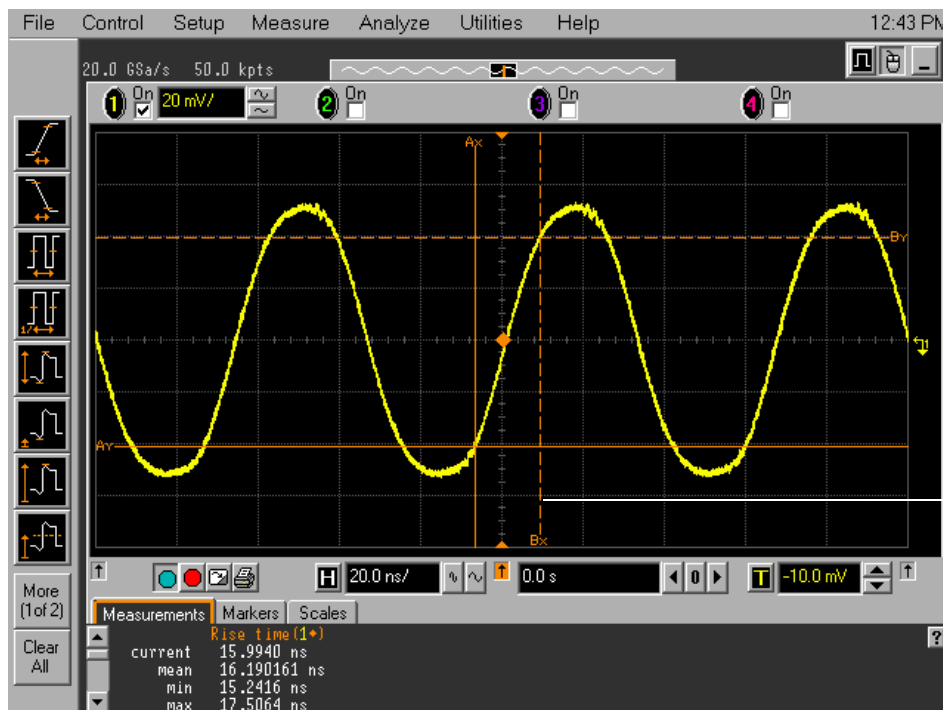 File Control Setup Measure Analyze Utilities Help 12:43 PM
20.0 GSa/s 50.0 kpts
1 On 20 mV/ 2 On 3 On 4 On
Ax
By
1
Ay
1/
Bx
H 20.0 ns/ 0.0 s 0 T -10.0 mV
More
(1of 2)
Clear
All
Measurements Markers Scales
Rise time(1)
current 15.9940 ns
mean 16.190161 ns
min 15.2416 ns
max 17.5064 ns
?